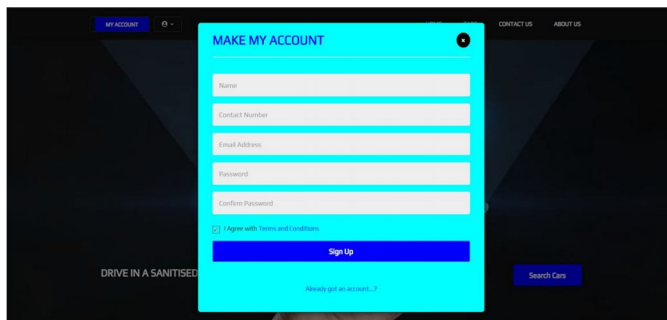 MY ACCOUNT
CONTACT US
ABOUT US
MAKE MY ACCOUNT
x
Name
Contact Number
Email Address
Password
Confirm Password
I Agree with Terms and Conditions
Sign Up
DRIVE IN A SANITISED
Search Cars
Already got an account...?